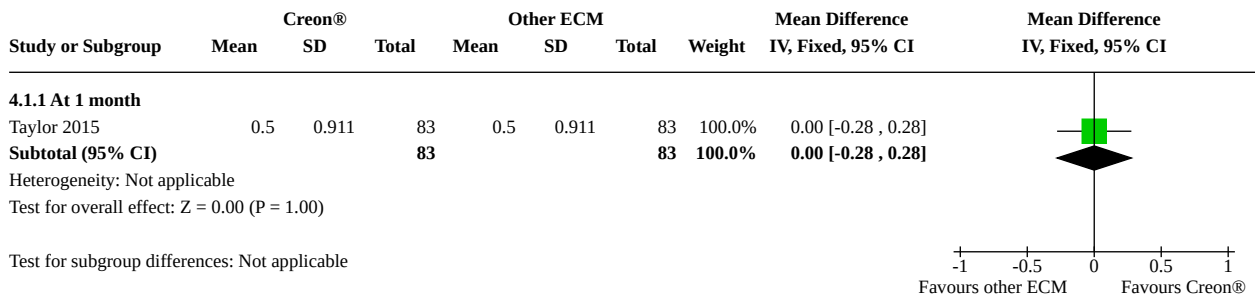 Creon® Other ECM Mean Difference Mean Difference
Study or Subgroup Mean SD Total Mean SD Total Weight IV, Fixed, 95% CI IV, Fixed, 95% CI
4.1.1 At 1 month
Taylor 2015 0.5 0.911 83 0.5 0.911 83 100.0% 0.00 [-0.28 , 0.28]
Subtotal (95% CI) 83 83 100.0% 0.00 [-0.28 , 0.28]
Heterogeneity: Not applicable
Test for overall effect: Z = 0.00 (P = 1.00)
Test for subgroup differences: Not applicable
-1 -0.5 0 0.5 1
Favours other ECM Favours Creon®